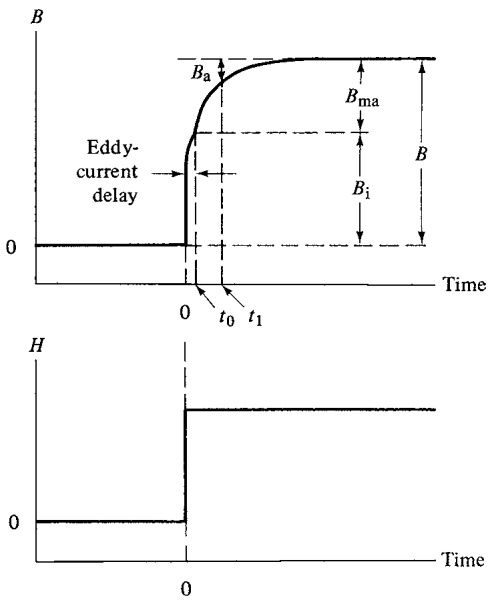 B
B_a
B_ma
Eddy-
current
delay
B
B_i
0
Time
0
t_0
t_1
H
0
Time
0